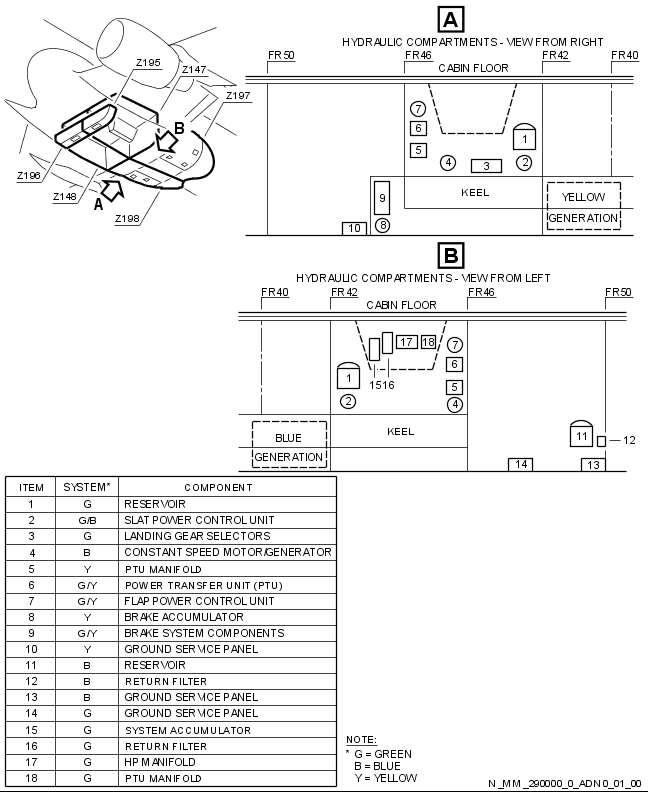 A
HYDRAULIC COMPARTMENTS - VIEW FROM RIGHT
FR50 FR46 FR42 FR40
CABIN FLOOR
Z195
Z147
Z197
B
Z196
Z148
A
Z198
7
6
5
4 3 2
1
KEEL
9
8
10
YELLOW
GENERATION
B
HYDRAULIC COMPARTMENTS - VIEW FROM LEFT
FR40 FR42 FR46 FR50
CABIN FLOOR
17 18 7
6
1 15 16 5
2 4
KEEL
BLUE
GENERATION
11 12
14 13
ITEM SYSTEM* COMPONENT
1 G RESERVOIR
2 G/B SLAT POWER CONTROL UNIT
3 G LANDING GEAR SELECTORS
4 B CONSTANT SPEED MOTOR/GENERATOR
5 Y PTU MANIFOLD
6 G/Y POWER TRANSFER UNIT (PTU)
7 G/Y FLAP POWER CONTROL UNIT
8 Y BRAKE ACCUMULATOR
9 G/Y BRAKE SYSTEM COMPONENTS
10 Y GROUND SERVICE PANEL
11 B RESERVOIR
12 B RETURN FILTER
13 B GROUND SERVICE PANEL
14 G GROUND SERVICE PANEL
15 G SYSTEM ACCUMULATOR
16 G RETURN FILTER
17 G HP MANIFOLD
18 G PTU MANIFOLD
NOTE:
* G = GREEN
B = BLUE
Y = YELLOW
N_MM_290000_0_ADN0_01_00